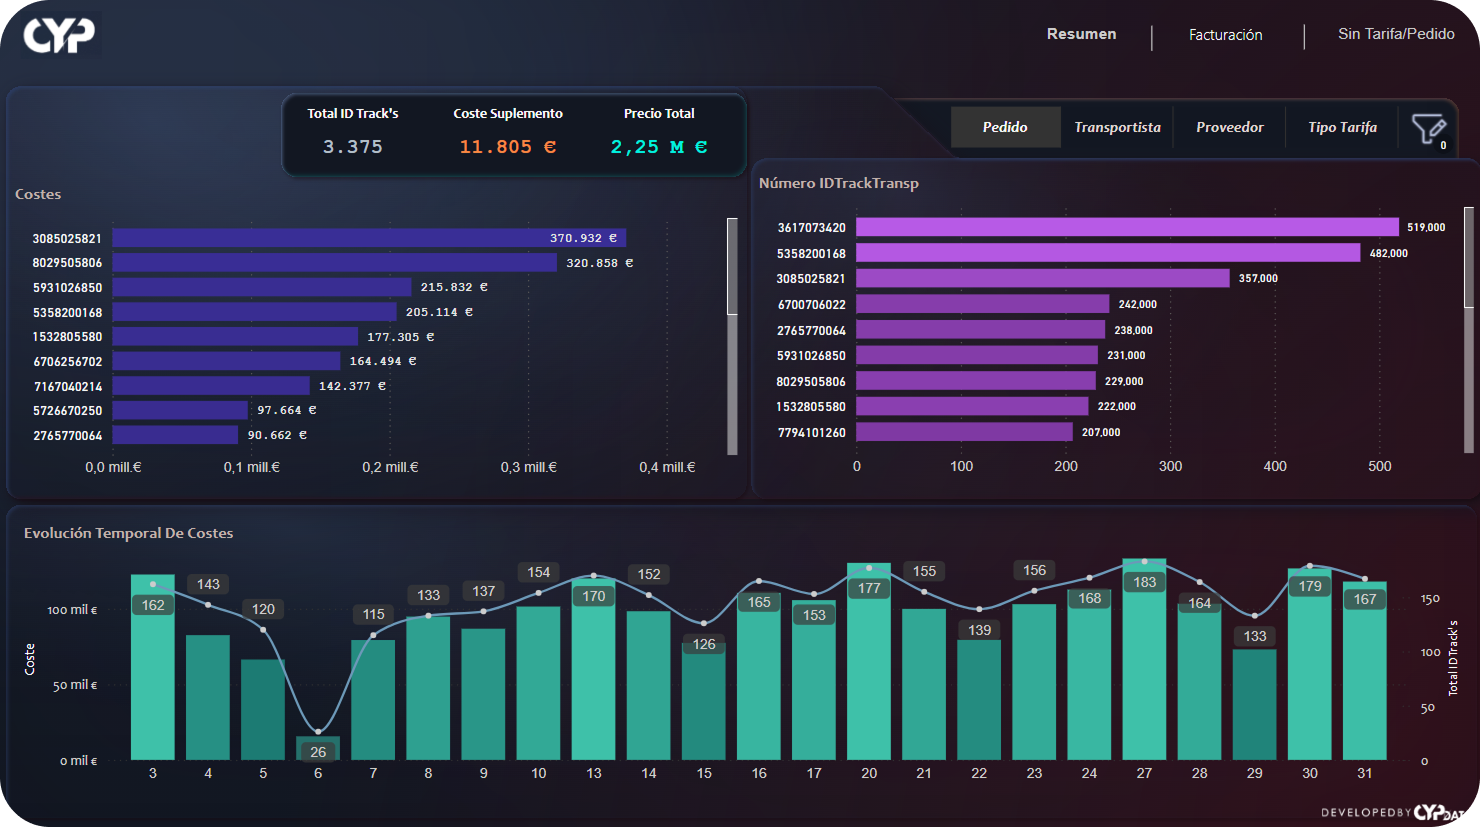 CYP
Resumen
Facturación
Sin Tarifa/Pedido
Total ID Track's
Coste Suplemento
Precio Total
3.375
11.805 €
2,25 M €
Pedido
Transportista
Proveedor
Tipo Tarifa
0
Costes
3085025821 370.932 €
8029505806 320.858 €
5931026850 215.832 €
5358200168 205.114 €
1532805580 177.305 €
6706256702 164.494 €
7167040214 142.377 €
5726670250 97.664 €
2765770064 90.662 €
0,0 mill.€ 0,1 mill.€ 0,2 mill.€ 0,3 mill.€ 0,4 mill.€
Número IDTrackTransp
3617073420 519,000
5358200168 482,000
3085025821 357,000
6700706022 242,000
2765770064 238,000
5931026850 231,000
8029505806 229,000
1532805580 222,000
7794101260 207,000
0 100 200 300 400 500
Evolución Temporal De Costes
Coste
100 mil €
50 mil €
0 mil €
162 143 120 26 115 133 137 154 170 152 126 165 153 177 155 139 156 168 183 164 133 179 167
3 4 5 6 7 8 9 10 13 14 15 16 17 20 21 22 23 24 27 28 29 30 31
150
100
50
0
Total IDTrack's
DEVELOPED BY CYP DAT